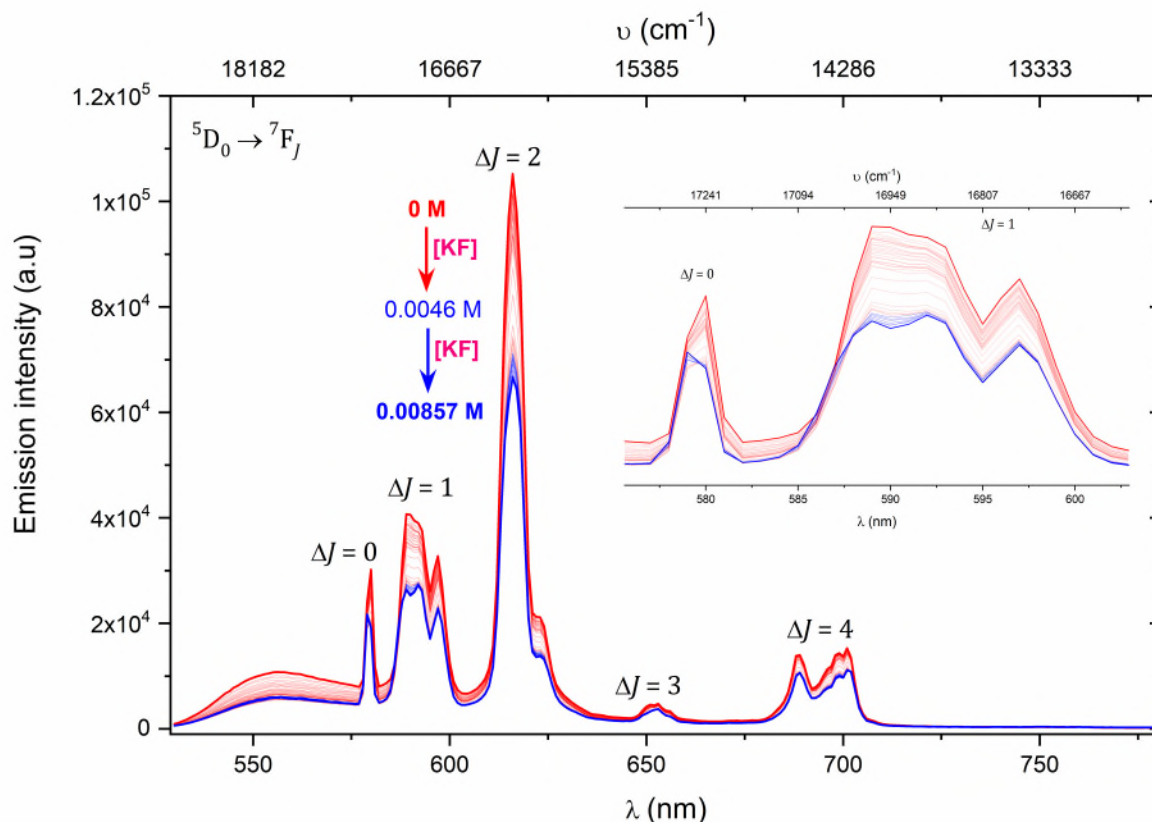 υ (cm⁻¹)
18182 16667 15385 14286 13333
1.2x10⁵
1x10⁵
8x10⁴
6x10⁴
4x10⁴
2x10⁴
0
Emission intensity (a.u)
⁵D₀ → ⁷F_J
ΔJ = 2
0 M
[KF]
0.0046 M
[KF]
0.00857 M
ΔJ = 1
ΔJ = 0
ΔJ = 3
ΔJ = 4
υ (cm⁻¹)
17241 17094 16949 16807 16667
ΔJ = 1
ΔJ = 0
580 585 590 595 600
λ (nm)
550 600 650 700 750
λ (nm)